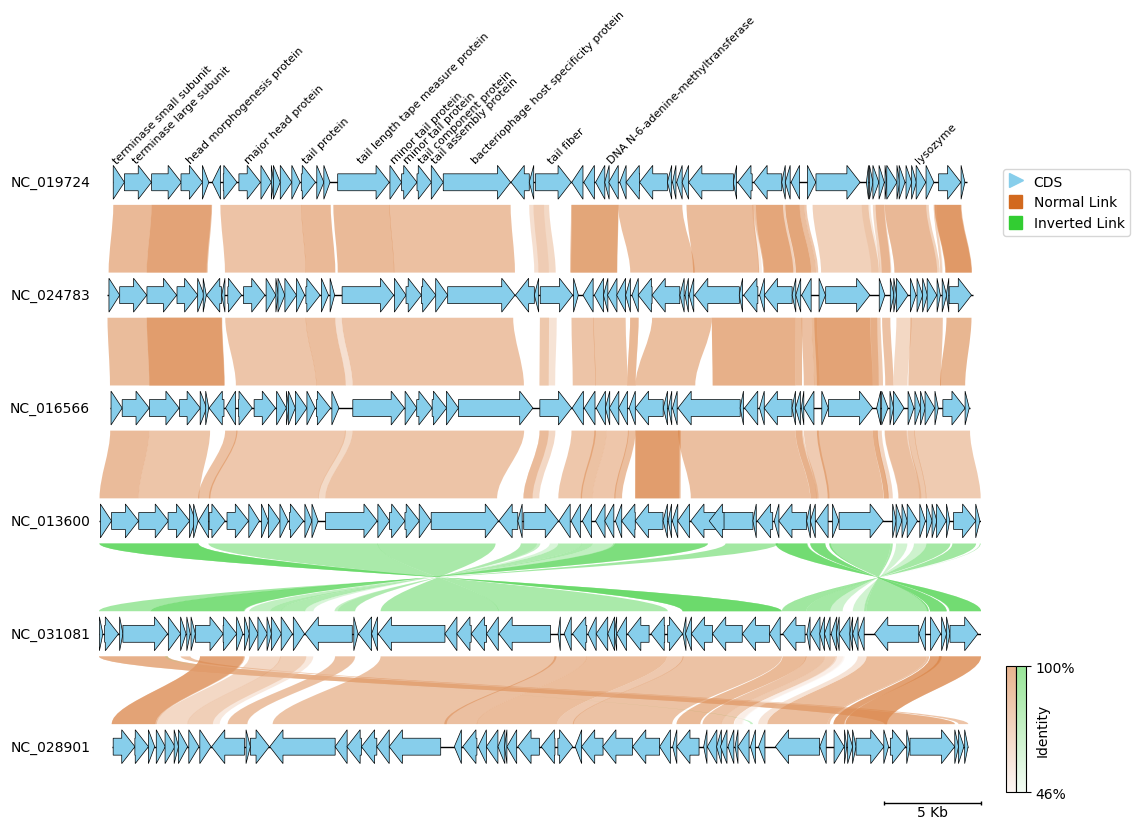 terminase small subunit
terminase large subunit
head morphogenesis protein
major head protein
tail protein
tail length tape measure protein
minor tail protein
minor tail protein
tail component protein
tail assembly protein
bacteriophage host specificity protein
tail fiber
DNA N-6-adenine-methyltransferase
lysozyme
NC_019724
NC_024783
NC_016566
NC_013600
NC_031081
NC_028901
CDS
Normal Link
Inverted Link
100%
Identity
46%
5 Kb